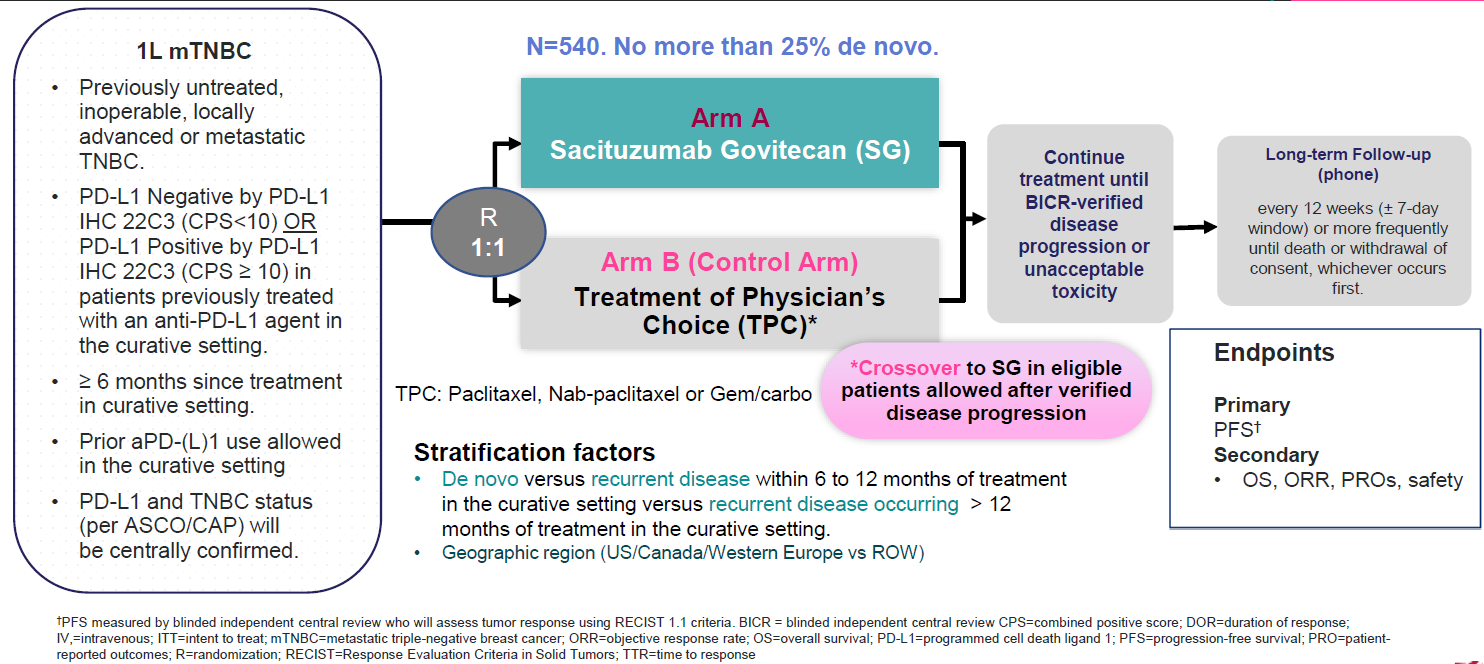 1L mTNBC
• Previously untreated,
inoperable, locally
advanced or metastatic
TNBC.
• PD-L1 Negative by PD-L1
IHC 22C3 (CPS<10) OR
PD-L1 Positive by PD-L1
IHC 22C3 (CPS ≥ 10) in
patients previously treated
with an anti-PD-L1 agent in
the curative setting.
• ≥ 6 months since treatment
in curative setting.
• Prior aPD-(L)1 use allowed
in the curative setting
• PD-L1 and TNBC status
(per ASCO/CAP) will
be centrally confirmed.
N=540. No more than 25% de novo.
R
1:1
Arm A
Sacituzumab Govitecan (SG)
Arm B (Control Arm)
Treatment of Physician's
Choice (TPC)*
TPC: Paclitaxel, Nab-paclitaxel or Gem/carbo
*Crossover to SG in eligible
patients allowed after verified
disease progression
Continue
treatment until
BICR-verified
disease
progression or
unacceptable
toxicity
Long-term Follow-up
(phone)
every 12 weeks (± 7-day
window) or more frequently
until death or withdrawal of
consent, whichever occurs
first.
Stratification factors
• De novo versus recurrent disease within 6 to 12 months of treatment
in the curative setting versus recurrent disease occurring > 12
months of treatment in the curative setting.
• Geographic region (US/Canada/Western Europe vs ROW)
Endpoints
Primary
PFS†
Secondary
• OS, ORR, PROs, safety
†PFS measured by blinded independent central review who will assess tumor response using RECIST 1.1 criteria. BICR = blinded independent central review CPS=combined positive score; DOR=duration of response;
IV,=intravenous; ITT=intent to treat; mTNBC=metastatic triple-negative breast cancer; ORR=objective response rate; OS=overall survival; PD-L1=programmed cell death ligand 1; PFS=progression-free survival; PRO=patient-
reported outcomes; R=randomization; RECIST=Response Evaluation Criteria in Solid Tumors; TTR=time to response